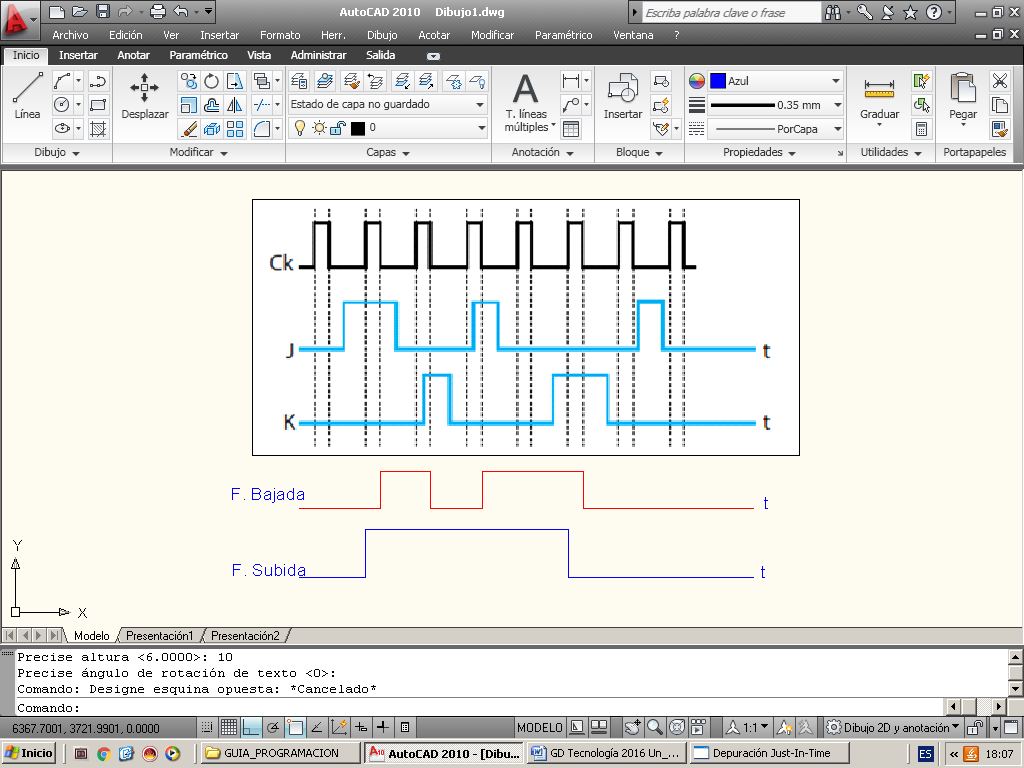 AutoCAD 2010 Dibujo1.dwg
Escriba palabra clave o frase
Archivo Edición Ver Insertar Formato Herr. Dibujo Acotar Modificar Paramétrico Ventana ?
Inicio Insertar Anotar Paramétrico Vista Administrar Salida
Línea
Desplazar
Estado de capa no guardado
0
A
T. líneas
múltiples
Insertar
Azul
0.35 mm
PorCapa
Graduar
Pegar
Dibujo Modificar Capas Anotación Bloque Propiedades Utilidades Portapapeles
Ck
J t
K t
F. Bajada t
F. Subida t
Y
X
Modelo Presentación1 Presentación2
Precise altura <6.0000>: 10
Precise ángulo de rotación de texto <0>:
Comando: Designe esquina opuesta: *Cancelado*
Comando:
6367.7001, 3721.9901, 0.0000
MODELO
1:1
Dibujo 2D y anotación
Inicio
GUIA_PROGRAMACION
AutoCAD 2010 - [Dibu...
GD Tecnología 2016 Un_...
Depuración Just-In-Time
ES
«
18:07